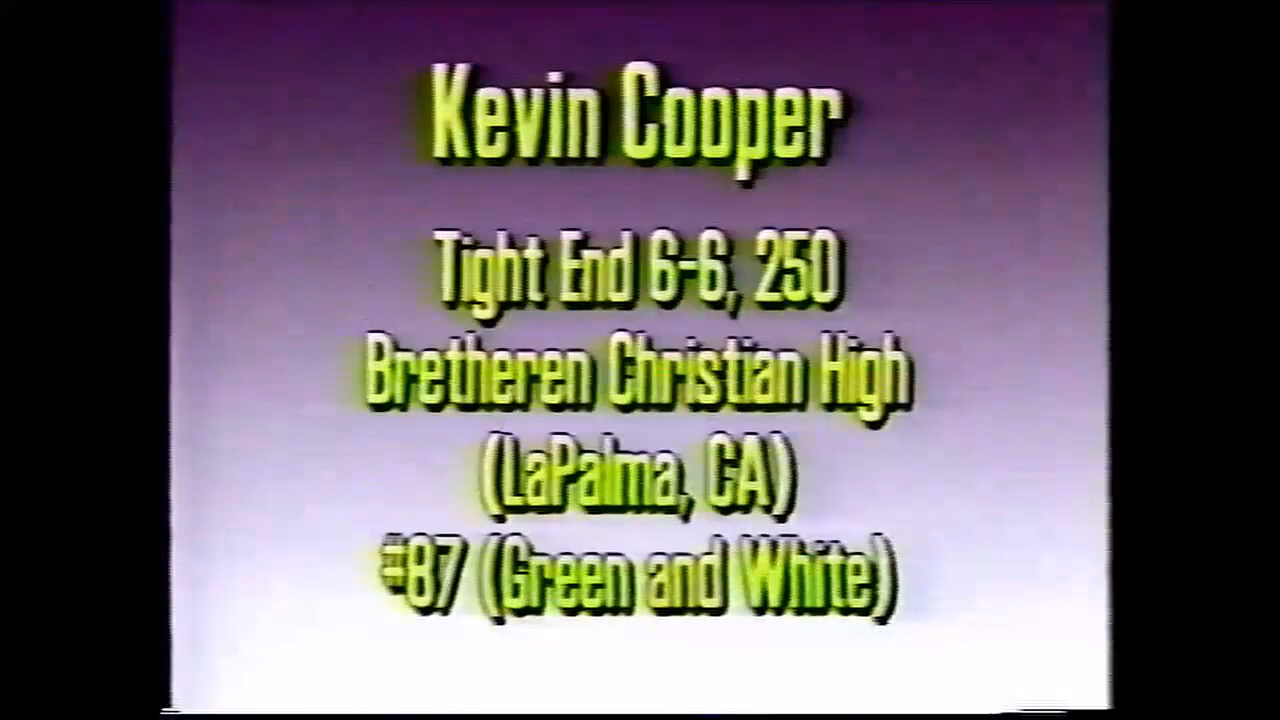 Kevin Cooper
Tight End 6-6, 250
Bretheren Christian High
(LaPalma, CA)
#87 (Green and White)